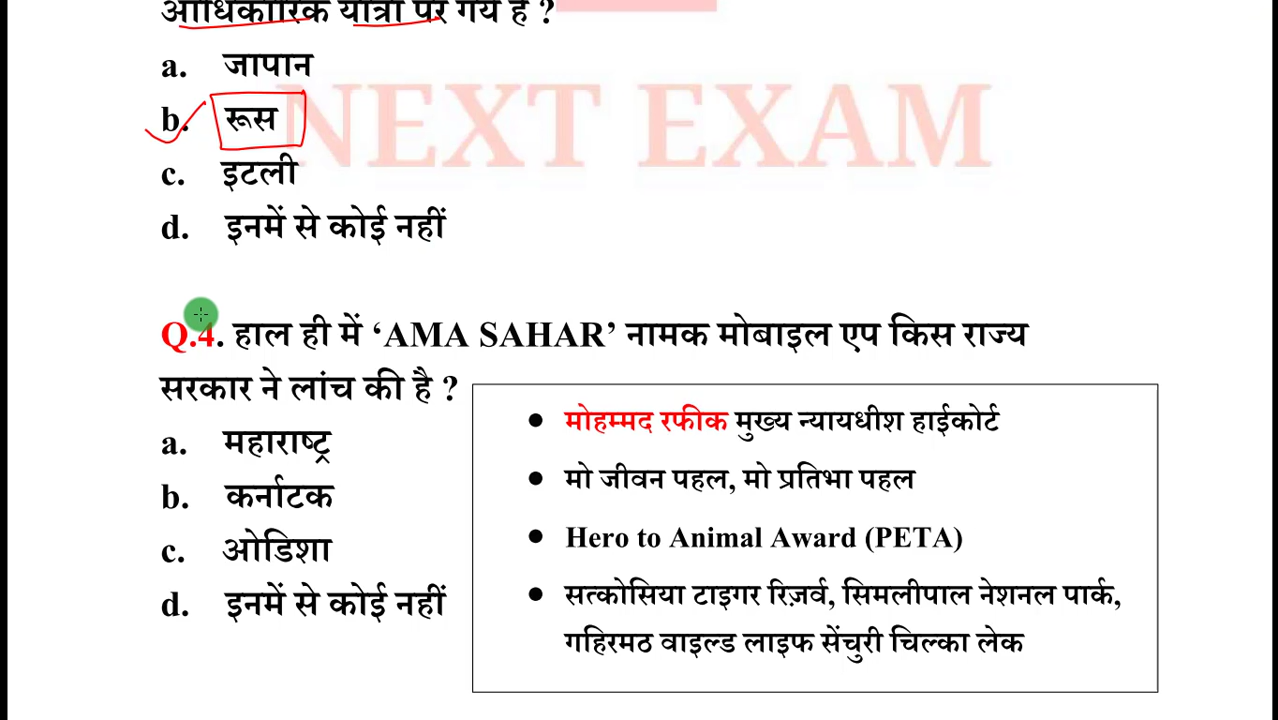 आधिकारिक यात्रा पर गये है ?
a. जापान
NEXT EXAM
b. रूस
c. इटली
d. इनमें से कोई नहीं
Q.4. हाल ही में ‘AMA SAHAR’ नामक मोबाइल एप किस राज्य
सरकार ने लांच की है ?
a. महाराष्ट्र
b. कर्नाटक
c. ओडिशा
d. इनमें से कोई नहीं
• मोहम्मद रफीक मुख्य न्यायधीश हाईकोर्ट
• मो जीवन पहल, मो प्रतिभा पहल
• Hero to Animal Award (PETA)
• सत्कोसिया टाइगर रिज़र्व, सिमलीपाल नेशनल पार्क,
गहिरमठ वाइल्ड लाइफ सेंचुरी चिल्का लेक